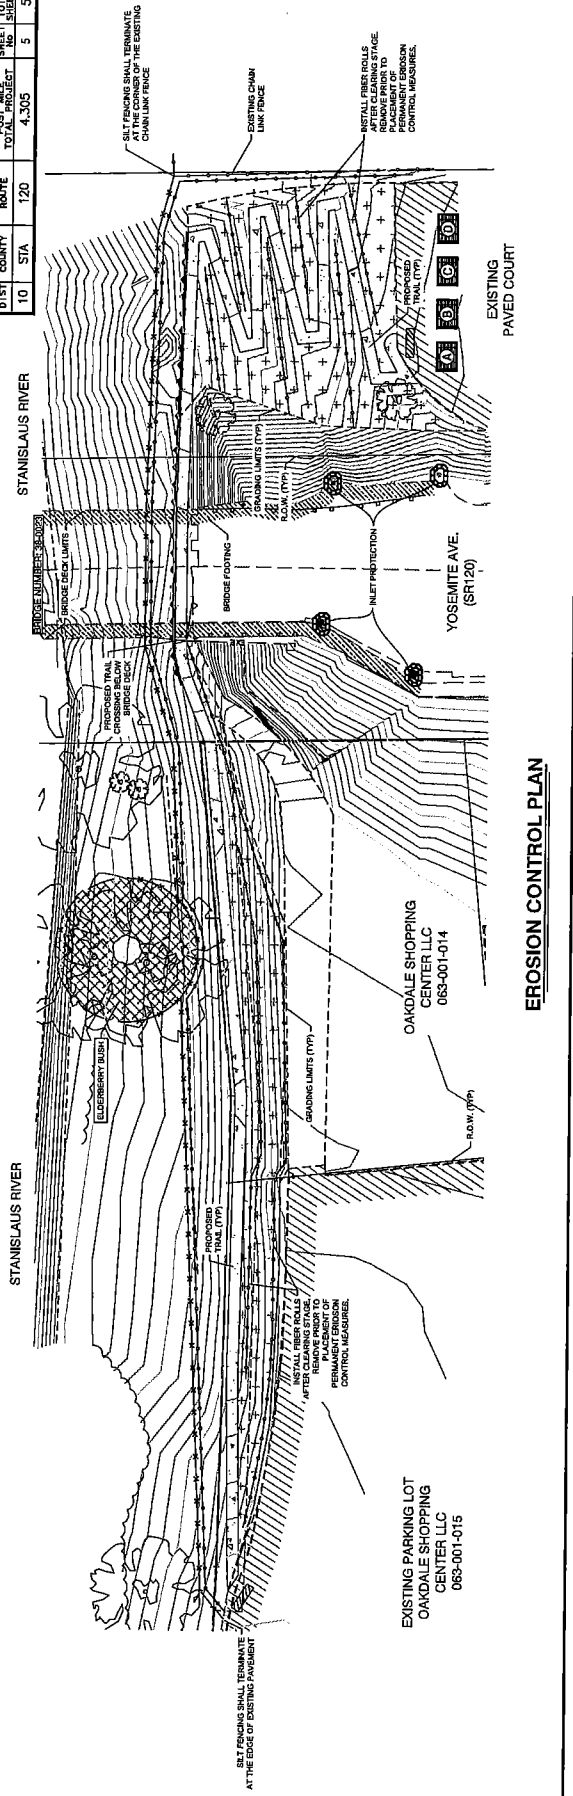 DIST
COUNTY
ROUTE
POST MILE
TOTAL PROJECT
SHEET
No
10
STA
120
4.305
5
STANISLAUS RIVER
STANISLAUS RIVER
SILT FENCING SHALL TERMINATE
AT THE CORNER OF THE EXISTING
CHAIN LINK FENCE
EXISTING CHAIN
LINK FENCE
INSTALL FIBER ROLLS
AFTER CLEARING STAGE.
REMOVE PRIOR TO
PLACEMENT OF
PERMANENT EROSION
CONTROL MEASURES.
BRIDGE NUMBER: 38-0023
BRIDGE DECK LIMITS
PROPOSED TRAIL
CROSSING BELOW
BRIDGE DECK
BRIDGE FOOTING
GRADING LIMITS (TYP)
R.O.W. (TYP)
INLET PROTECTION
PROPOSED
TRAIL (TYP)
A
B
C
D
EXISTING
PAVED COURT
YOSEMITE AVE.
(SR120)
ELDERBERRY BUSH
PROPOSED
TRAIL (TYP)
GRADING LIMITS (TYP)
OAKDALE SHOPPING
CENTER LLC
063-001-014
R.O.W. (TYP)
INSTALL FIBER ROLLS
AFTER CLEARING STAGE.
REMOVE PRIOR TO
PLACEMENT OF
PERMANENT EROSION
CONTROL MEASURES.
SILT FENCING SHALL TERMINATE
AT THE EDGE OF EXISTING PAVEMENT
EXISTING PARKING LOT
OAKDALE SHOPPING
CENTER LLC
063-001-015
EROSION CONTROL PLAN